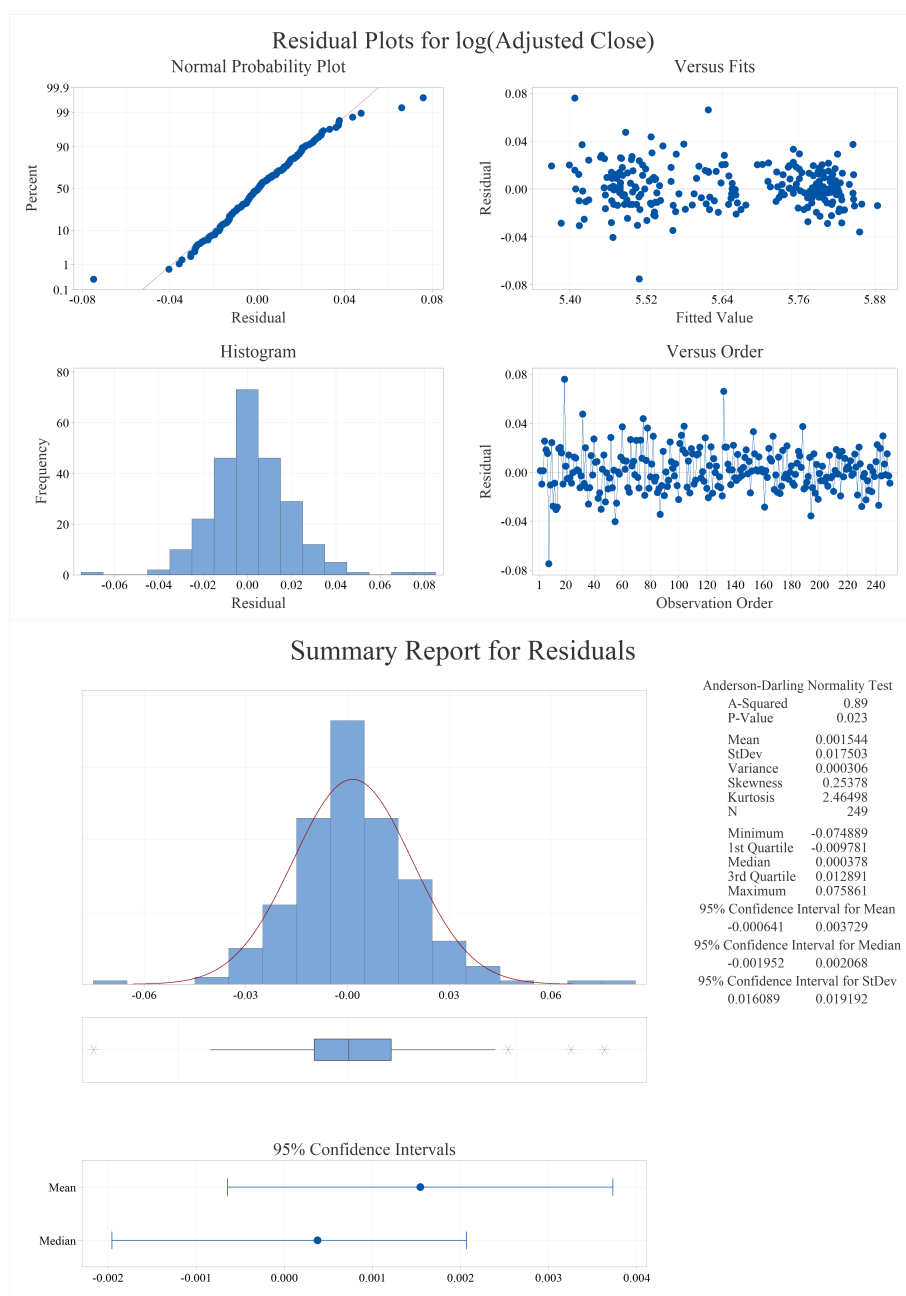 Residual Plots for log(Adjusted Close)
Normal Probability Plot
99.9
99
90
50
10
1
0.1
Percent
-0.08 -0.04 0.00 0.04 0.08
Residual
Versus Fits
0.08
0.04
0.00
-0.04
-0.08
Residual
5.40 5.52 5.64 5.76 5.88
Fitted Value
Histogram
80
60
40
20
0
Frequency
-0.06 -0.04 -0.02 0.00 0.02 0.04 0.06 0.08
Residual
Versus Order
0.08
0.04
0.00
-0.04
-0.08
Residual
1 20 40 60 80 100 120 140 160 180 200 220 240
Observation Order
Summary Report for Residuals
-0.06 -0.03 -0.00 0.03 0.06
Anderson-Darling Normality Test
A-Squared 0.89
P-Value 0.023
Mean 0.001544
StDev 0.017503
Variance 0.000306
Skewness 0.25378
Kurtosis 2.46498
N 249
Minimum -0.074889
1st Quartile -0.009781
Median 0.000378
3rd Quartile 0.012891
Maximum 0.075861
95% Confidence Interval for Mean
-0.000641 0.003729
95% Confidence Interval for Median
-0.001952 0.002068
95% Confidence Interval for StDev
0.016089 0.019192
95% Confidence Intervals
Mean
Median
-0.002 -0.001 0.000 0.001 0.002 0.003 0.004